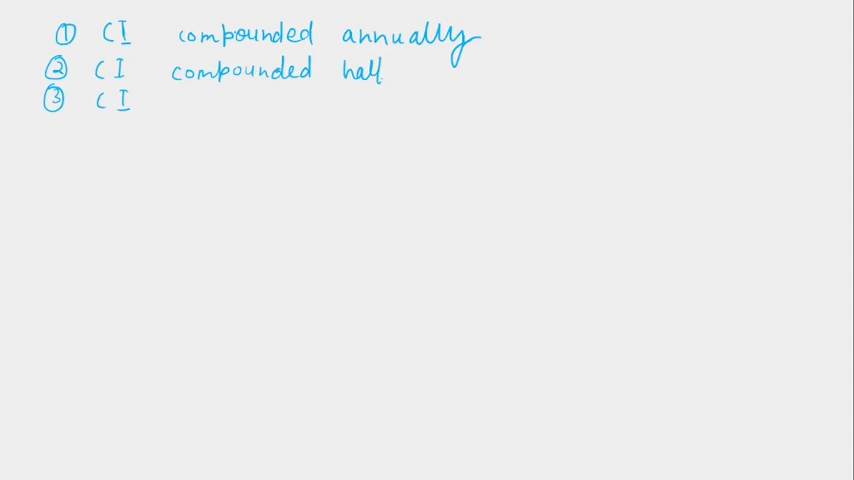 ① CI compounded annually
② CI compounded half
③ CI